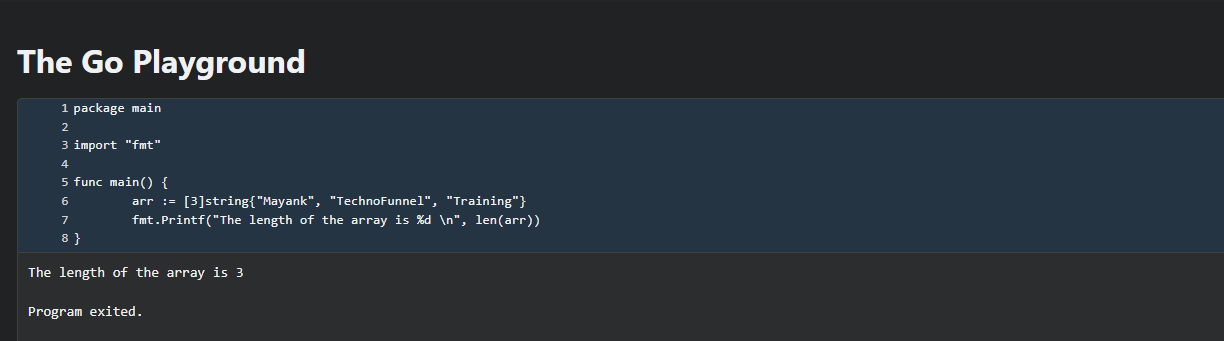 The Go Playground
1 package main
2
3 import "fmt"
4
5 func main() {
6 arr := [3]string{"Mayank", "TechnoFunnel", "Training"}
7 fmt.Printf("The length of the array is %d \n", len(arr))
8 }
The length of the array is 3
Program exited.